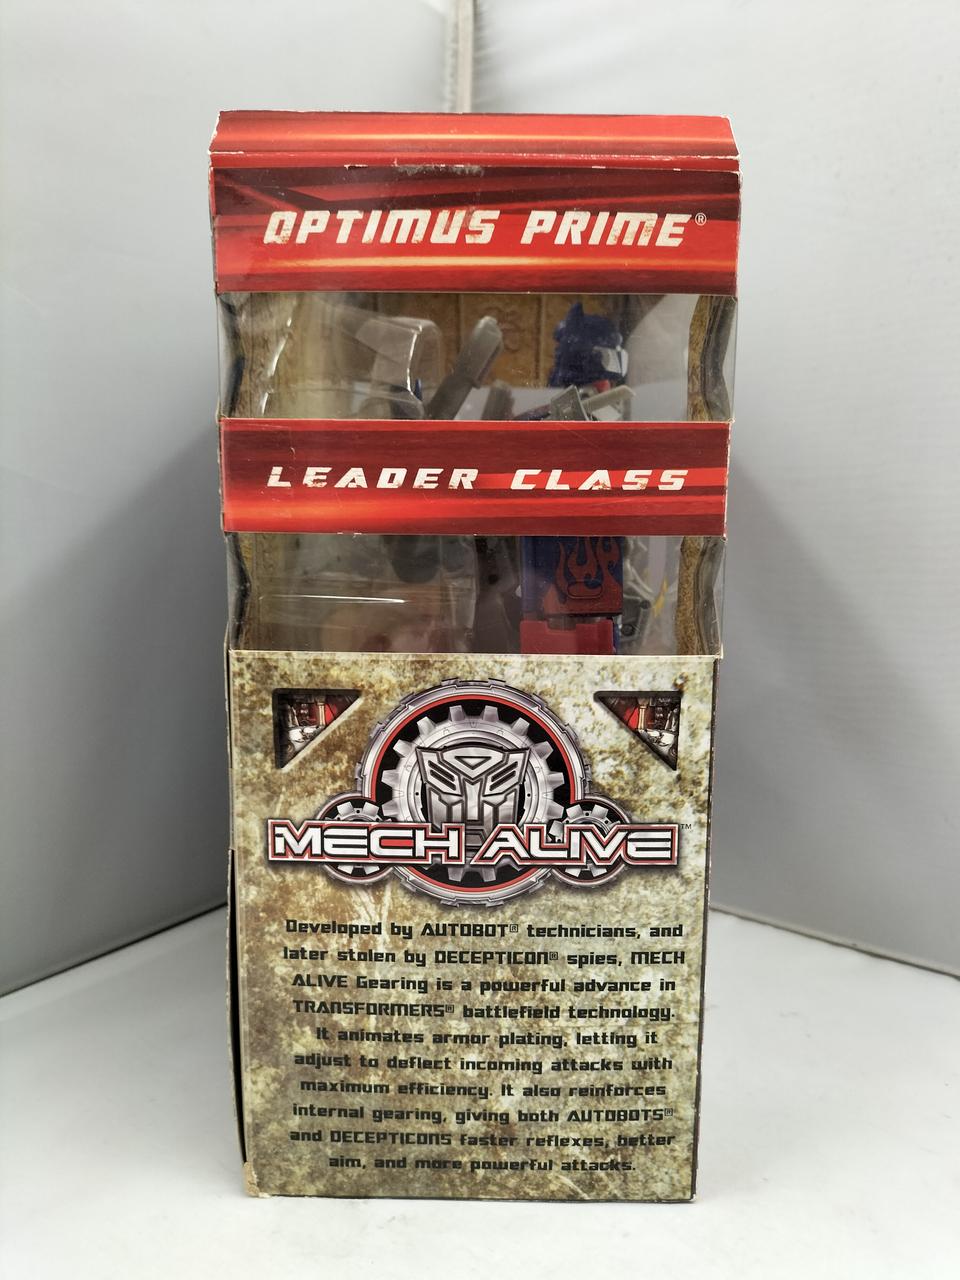 OPTIMUS PRIME®
LEADER CLASS
MECH ALIVE™
Developed by AUTOBOT® technicians, and
later stolen by DECEPTICON® spies, MECH
ALIVE Gearing is a powerful advance in
TRANSFORMERS® battlefield technology.
It animates armor plating, letting it
adjust to deflect incoming attacks with
maximum efficiency. It also reinforces
internal gearing, giving both AUTOBOTS®
and DECEPTICONS faster reflexes, better
aim, and more powerful attacks.